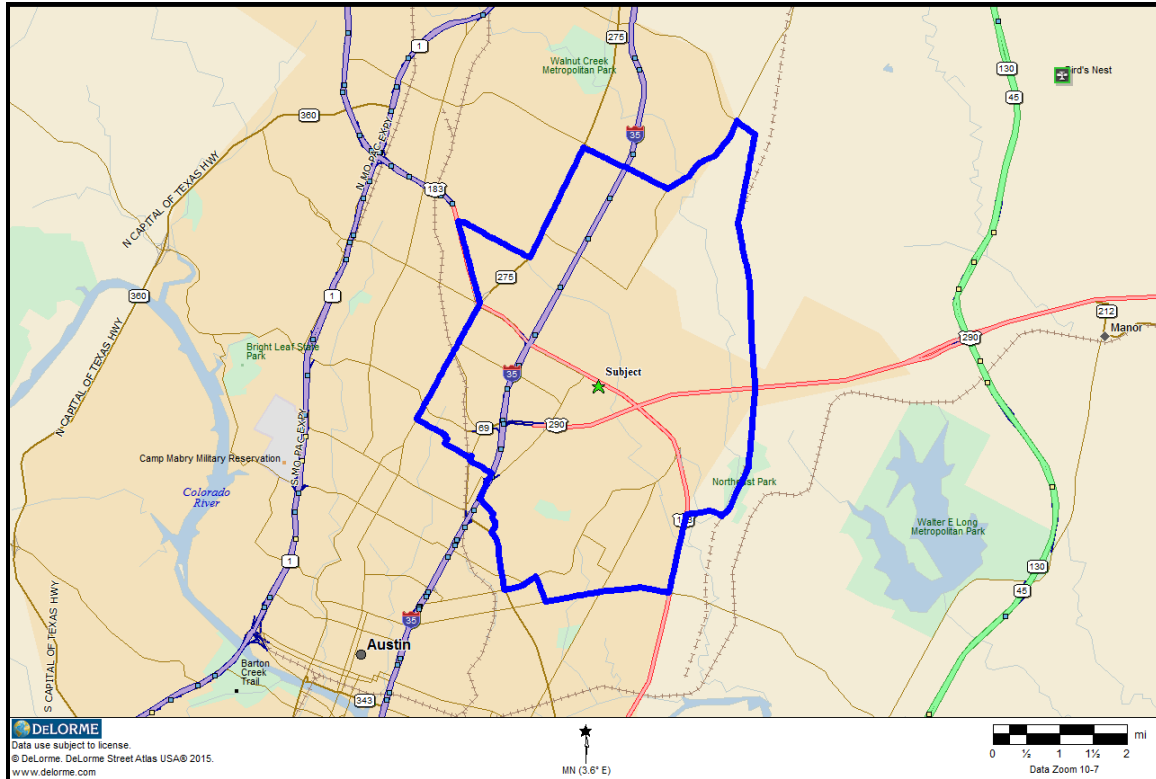 1
275
Walnut Creek
Metropolitan Park
130
Bird's Nest
45
360
35
N MO PAC EXPY
183
N CAPITAL OF TEXAS HWY
275
1
360
212
Manor
290
Bright Leaf State
Park
N CAPITAL OF TEXAS HWY
35
Subject
69
290
S MO PAC EXPY
Camp Mabry Military Reservation
Colorado
River
Northeast Park
Walter E Long
Metropolitan Park
1
130
45
S CAPITAL OF TEXAS HWY
35
Austin
Barton
Creek
Trail
343
DELORME
Data use subject to license.
© DeLorme. DeLorme Street Atlas USA® 2015.
www.delorme.com
MN (3.6° E)
mi
0 ½ 1 1½ 2
Data Zoom 10-7